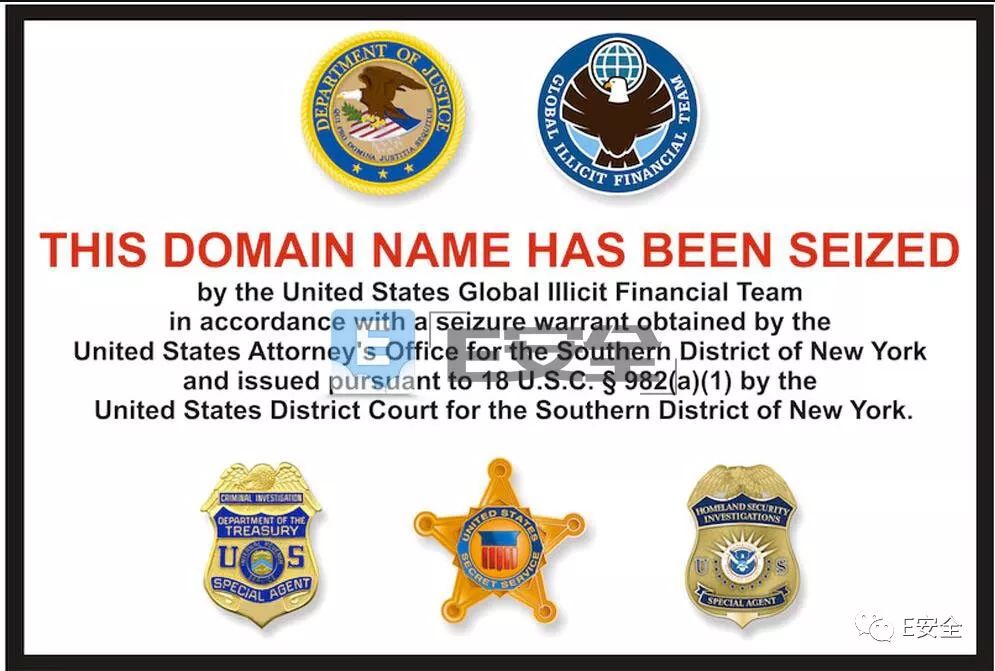 DEPARTMENT OF JUSTICE
QUI PRO DOMINA JUSTITIA SEQUITUR
GLOBAL ILLICIT FINANCIAL TEAM
THIS DOMAIN NAME HAS BEEN SEIZED
by the United States Global Illicit Financial Team
in accordance with a seizure warrant obtained by the
United States Attorney's Office for the Southern District of New York
and issued pursuant to 18 U.S.C. § 982(a)(1) by the
United States District Court for the Southern District of New York.
E E安全
CRIMINAL INVESTIGATION
DEPARTMENT OF THE
TREASURY
U S
SPECIAL AGENT
UNITED STATES
SECRET SERVICE
HOMELAND SECURITY
INVESTIGATIONS
U S
SPECIAL AGENT
E安全